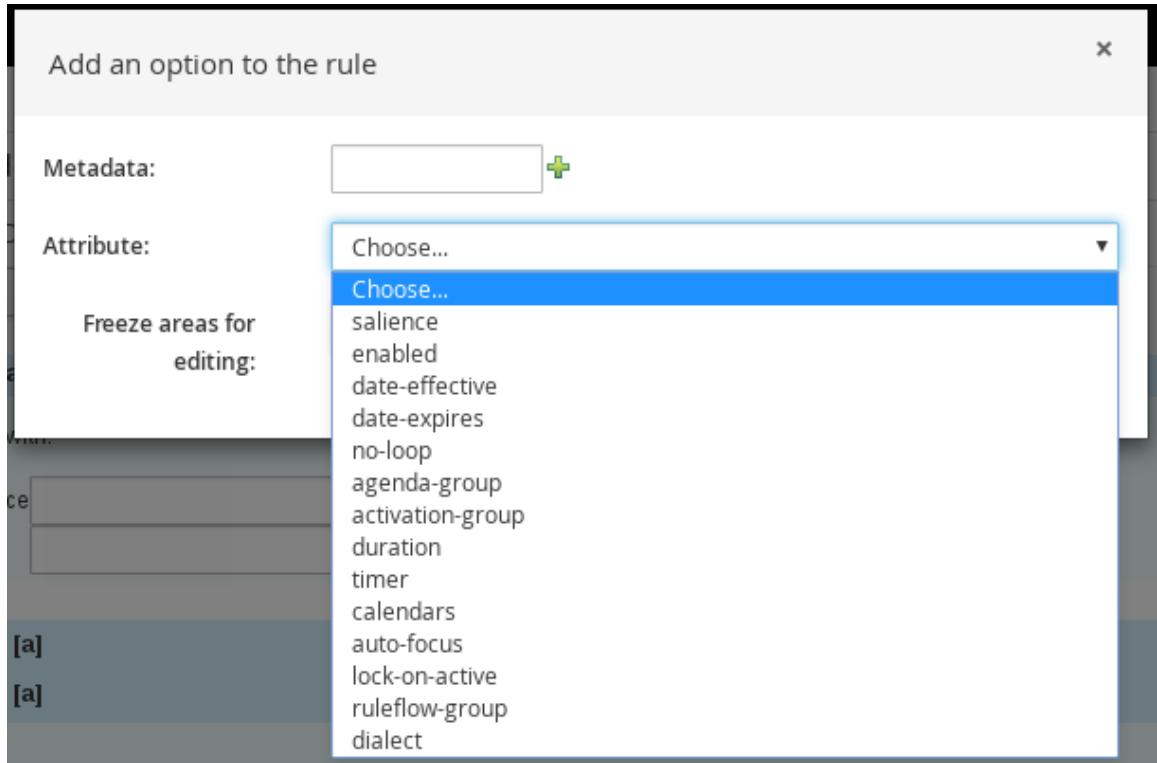 Add an option to the rule
×
Metadata:
Attribute:
Choose...
Choose...
salience
enabled
date-effective
date-expires
no-loop
agenda-group
activation-group
duration
timer
calendars
auto-focus
lock-on-active
ruleflow-group
dialect
Freeze areas for
editing:
ce
[a]
[a]